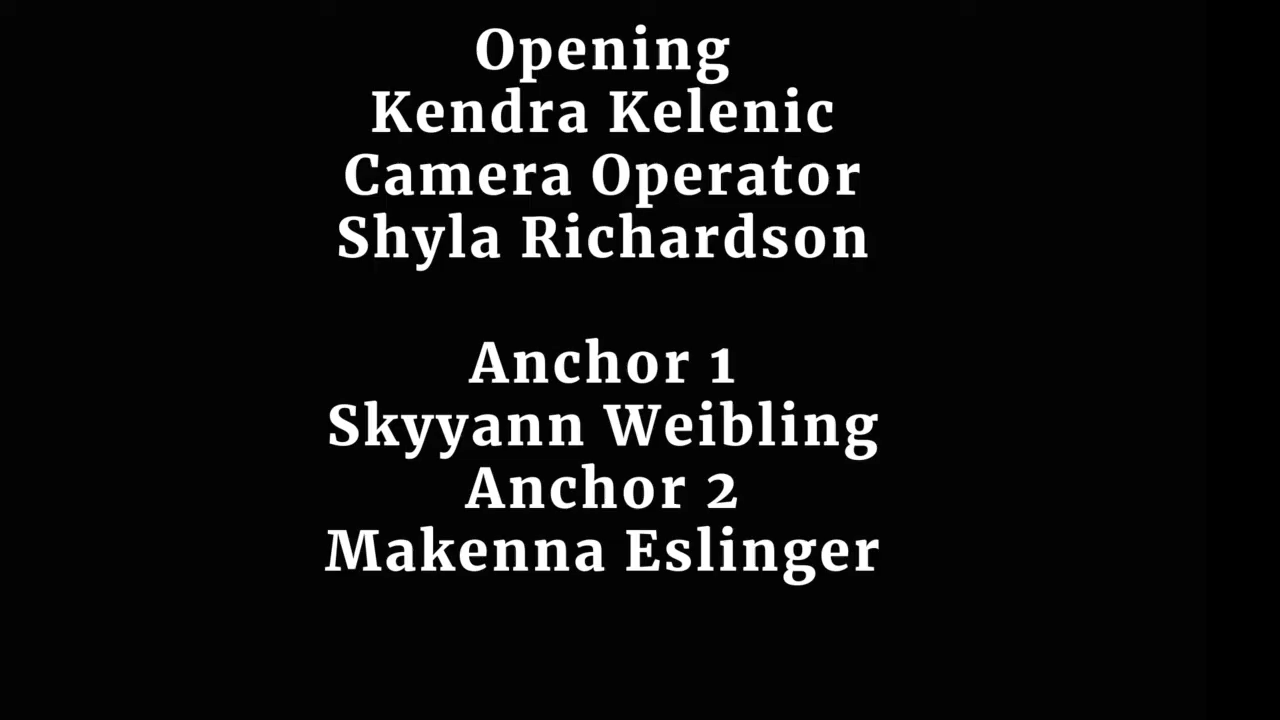 Opening
Kendra Kelenic
Camera Operator
Shyla Richardson
Anchor 1
Skyyann Weibling
Anchor 2
Makenna Eslinger